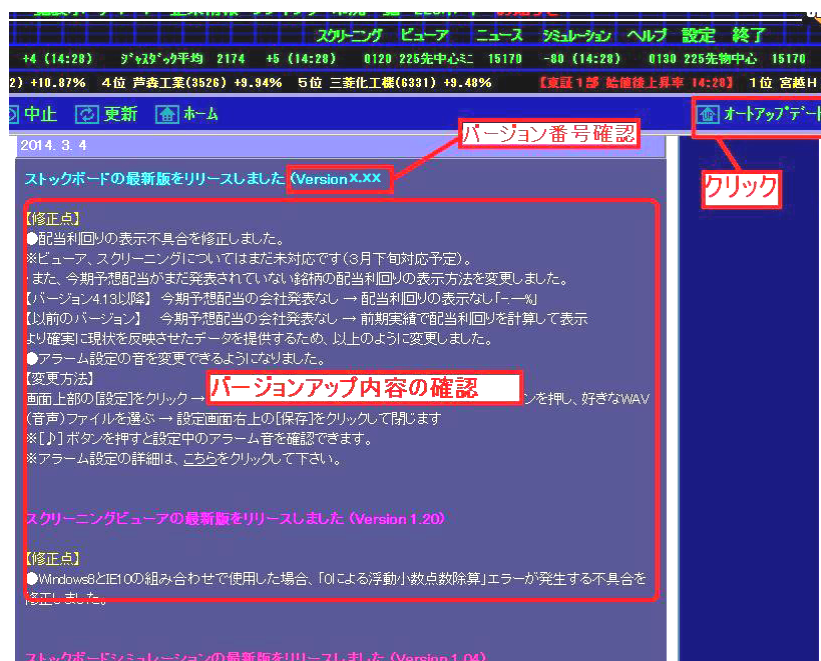 スクリーニング ビューア ニュース シミュレーション ヘルプ 設定 終了
+4 (14:28) ジャスダック平均 2174 +5 (14:28) 0120 225先中心ミニ 15170 -80 (14:28) 0130 225先物中心 15170
2) +10.87% 4位 芦森工業(3526) +9.94% 5位 三菱化工機(6331) +9.48% 【東証1部 始値後上昇率 14:28】 1位 宮越H
中止 更新 ホーム オートアップデート
バージョン番号確認
2014. 3. 4
ストックボードの最新版をリリースしました (Version X.XX
クリック
【修正点】
●配当利回りの表示不具合を修正しました。
※ビューア、スクリーニングについてはまだ未対応です(3月下旬対応予定)。
また、今期予想配当がまだ発表されていない銘柄の配当利回りの表示方法を変更しました。
【バージョン4.13以降】 今期予想配当の会社発表なし → 配当利回りの表示なし「-.—%」
【以前のバージョン】 今期予想配当の会社発表なし → 前期実績で配当利回りを計算して表示
より確実に現状を反映させたデータを提供するため、以上のように変更しました。
●アラーム設定の音を変更できるようになりました。
【変更方法】
バージョンアップ内容の確認
画面上部の[設定]をクリック → ンを押し、好きなWAV
(音声)ファイルを選ぶ → 設定画面右上の[保存]をクリックして閉じます
※[♪] ボタンを押すと設定中のアラーム音を確認できます。
※アラーム設定の詳細は、こちらをクリックして下さい。
スクリーニングビューアの最新版をリリースしました (Version 1.20)
【修正点】
●Windows8とIE10の組み合わせで使用した場合、「0による浮動小数点数除算」エラーが発生する不具合を
修正しました。
ストックボードシミュレーションの最新版をリリースしました (Version 1.04)